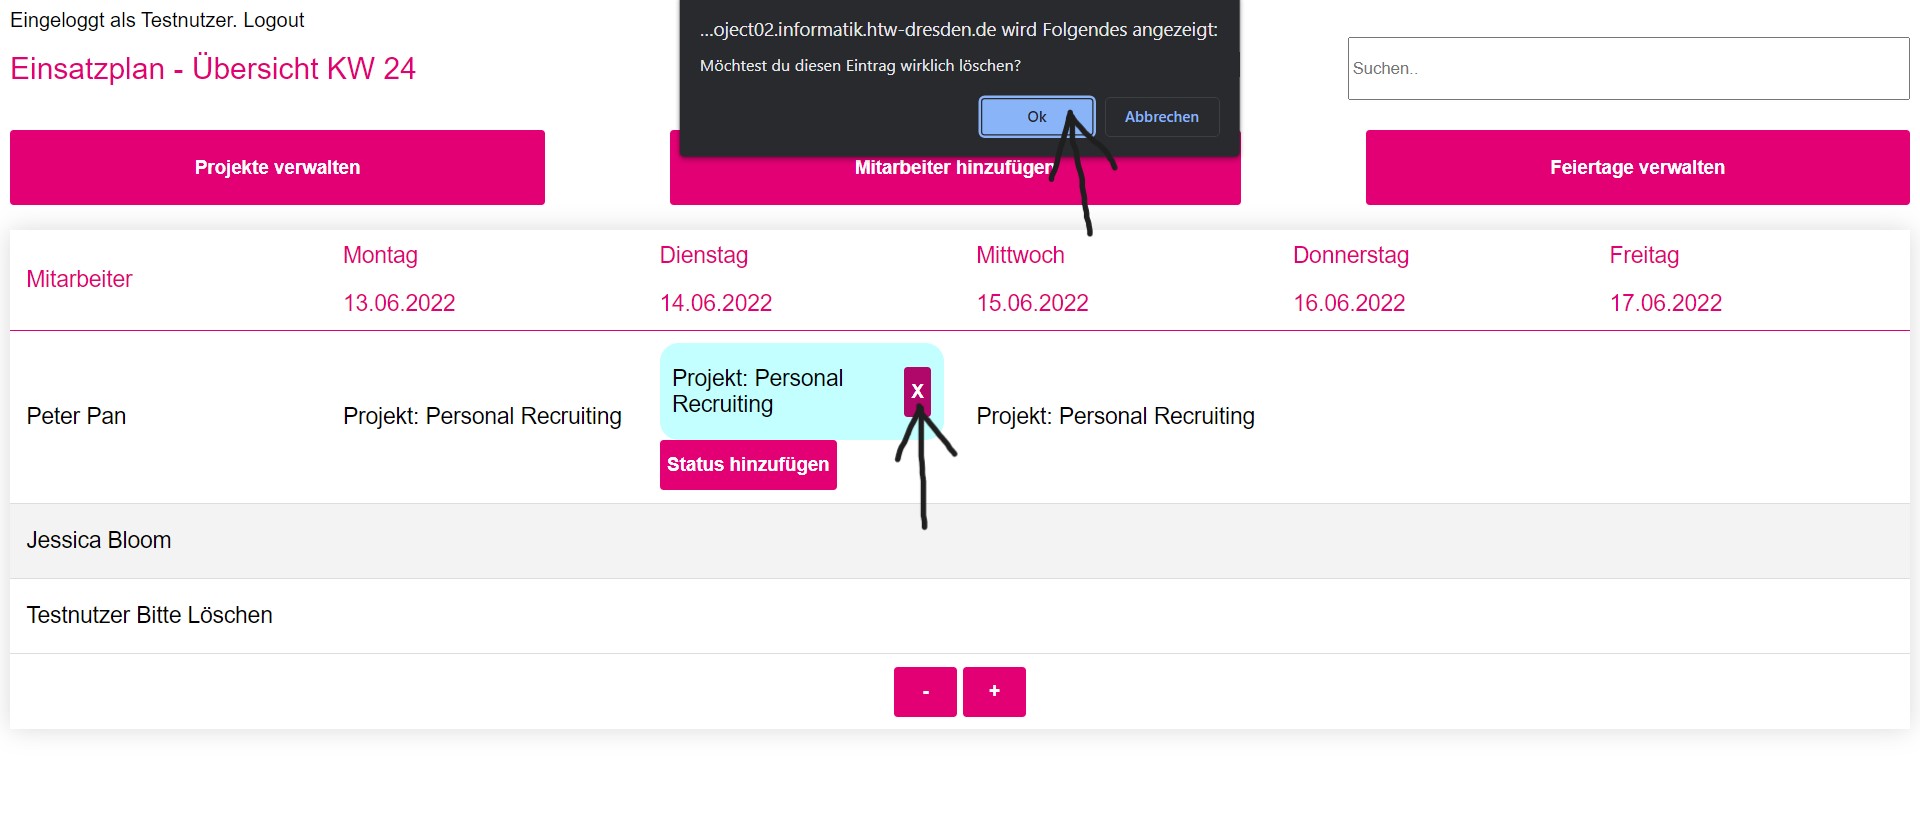 Eingeloggt als Testnutzer. Logout
Einsatzplan - Übersicht KW 24
...oject02.informatik.htw-dresden.de wird Folgendes angezeigt:
Möchtest du diesen Eintrag wirklich löschen?
Ok Abbrechen
Suchen..
Projekte verwalten
Mitarbeiter hinzufügen
Feiertage verwalten
Mitarbeiter
Montag Dienstag Mittwoch Donnerstag Freitag
13.06.2022 14.06.2022 15.06.2022 16.06.2022 17.06.2022
Peter Pan
Projekt: Personal Recruiting
Projekt: Personal
Recruiting
X
Status hinzufügen
Projekt: Personal Recruiting
Jessica Bloom
Testnutzer Bitte Löschen
- +